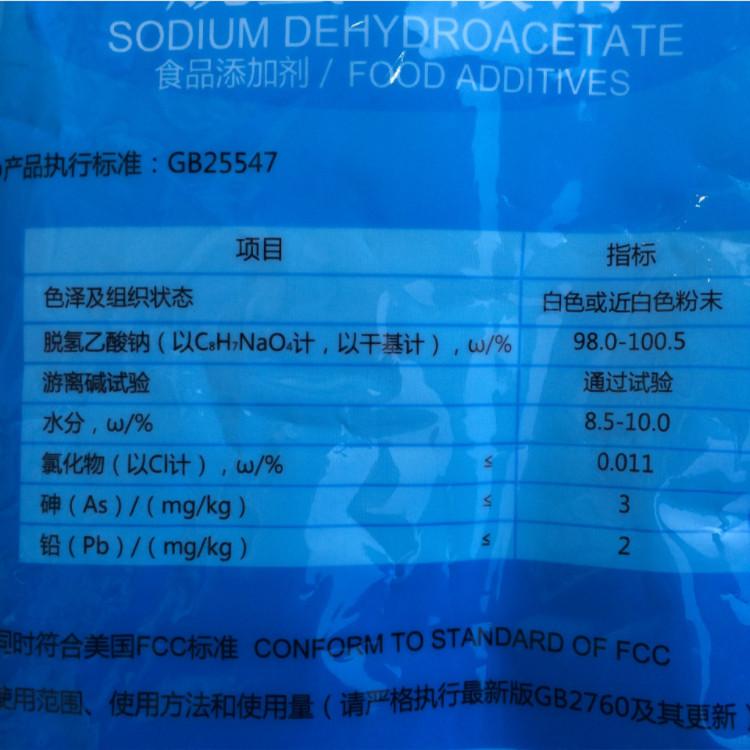 SODIUM DEHYDROACETATE
食品添加剂 / FOOD ADDITIVES
产品执行标准：GB25547
项目 指标
色泽及组织状态 白色或近白色粉末
脱氢乙酸钠（以C₈H₇NaO₄计，以干基计），ω/% 98.0-100.5
游离碱试验 通过试验
水分，ω/% 8.5-10.0
氯化物（以Cl计），ω/% ≤ 0.011
砷（As）/（mg/kg） ≤ 3
铅（Pb）/（mg/kg） ≤ 2
同时符合美国FCC标准 CONFORM TO STANDARD OF FCC
使用范围、使用方法和使用量（请严格执行最新版GB2760及其更新）